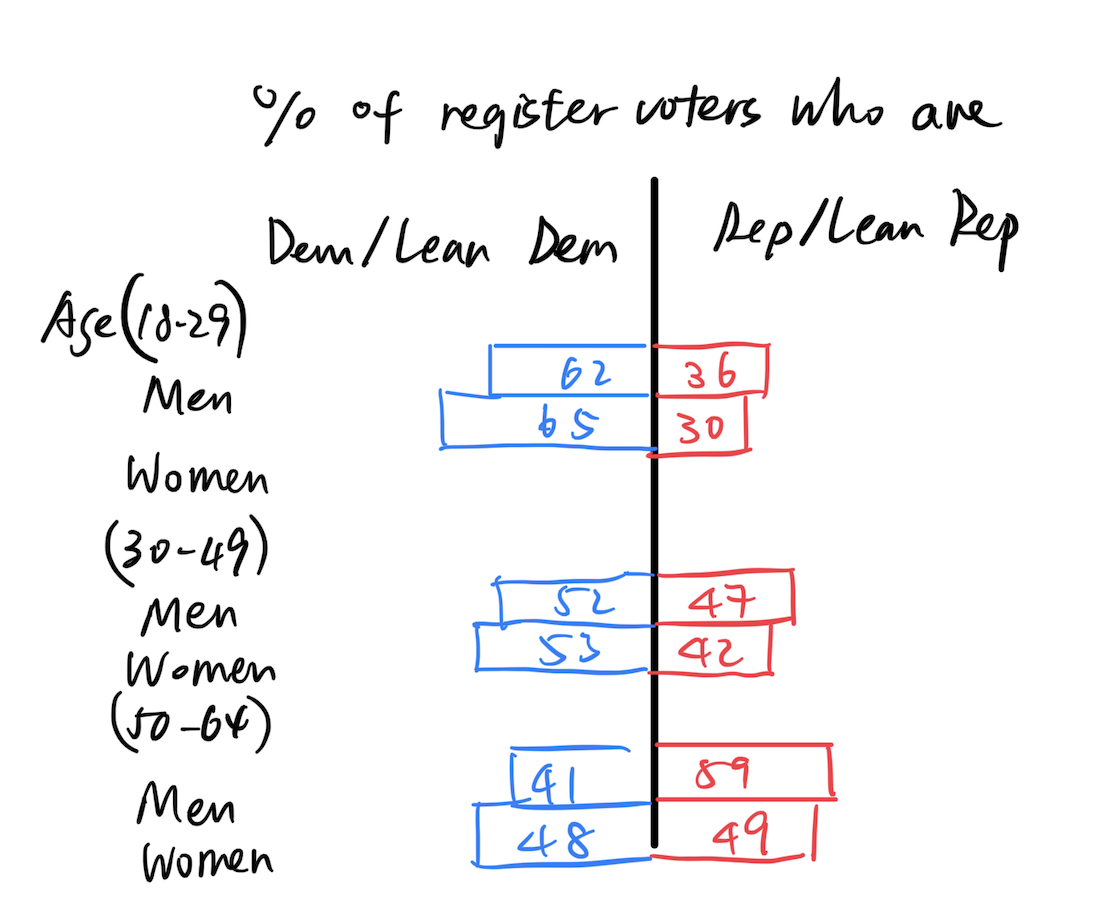 % of register voters who are
Dem/Lean Dem
Rep/Lean Rep
Age(18-29)
Men
62
36
Women
65
30
(30-49)
Men
52
47
Women
53
42
(50-64)
Men
41
59
Women
48
49